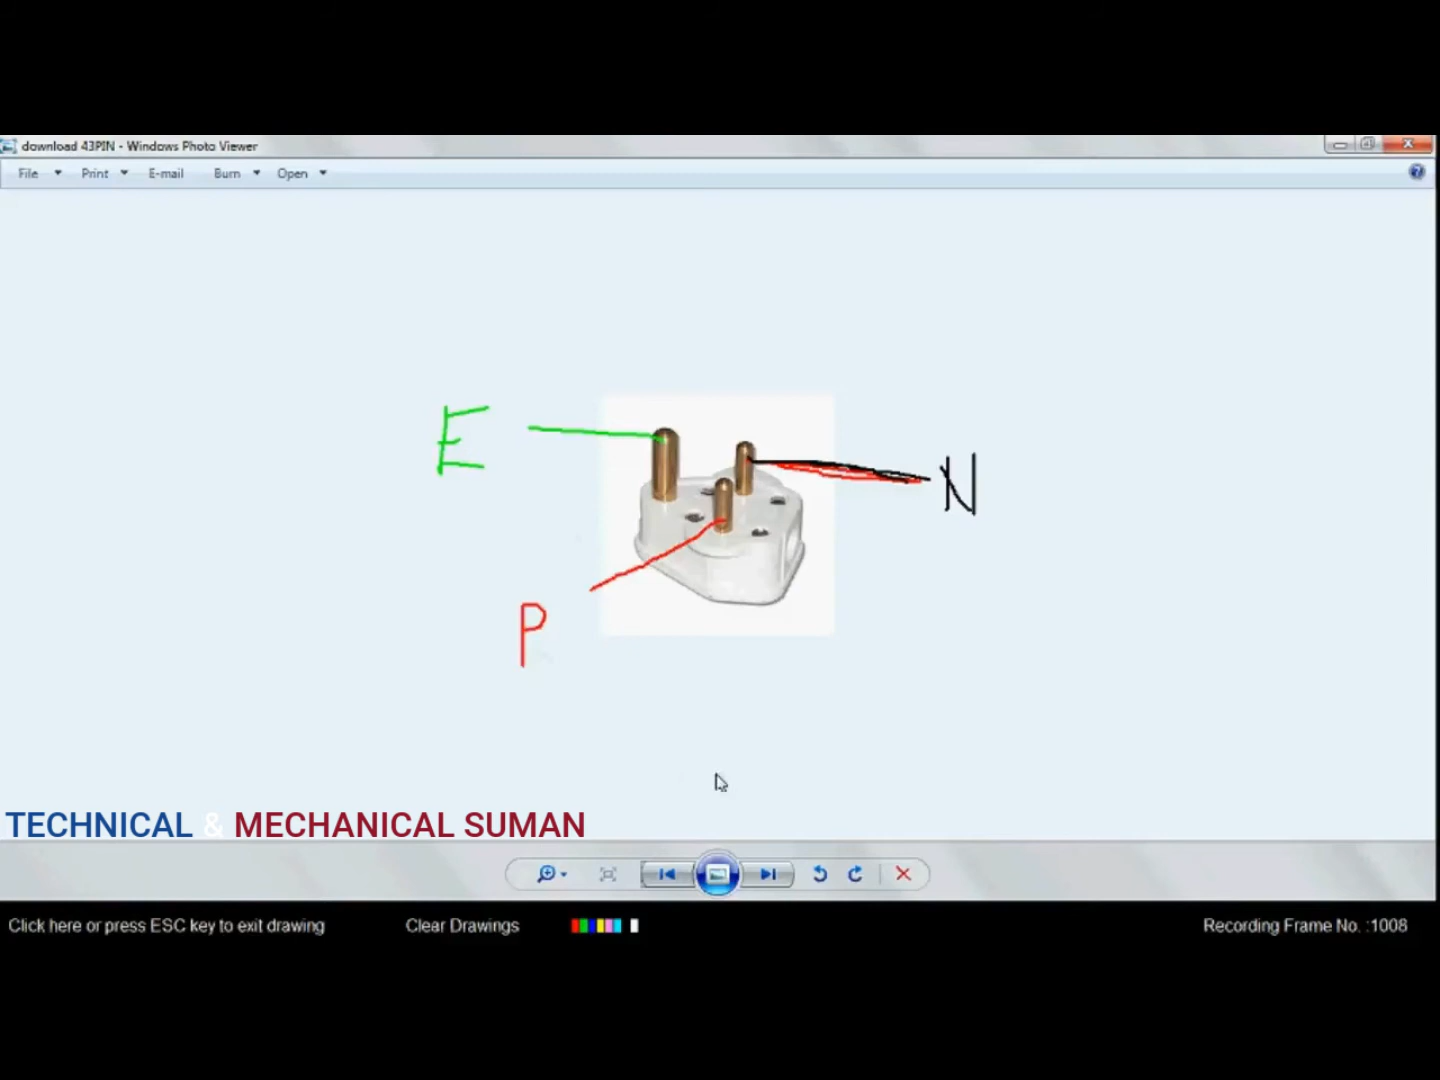 download 43PIN - Windows Photo Viewer
File Print E-mail Burn Open
E
N
P
TECHNICAL & MECHANICAL SUMAN
Click here or press ESC key to exit drawing Clear Drawings Recording Frame No. :1008